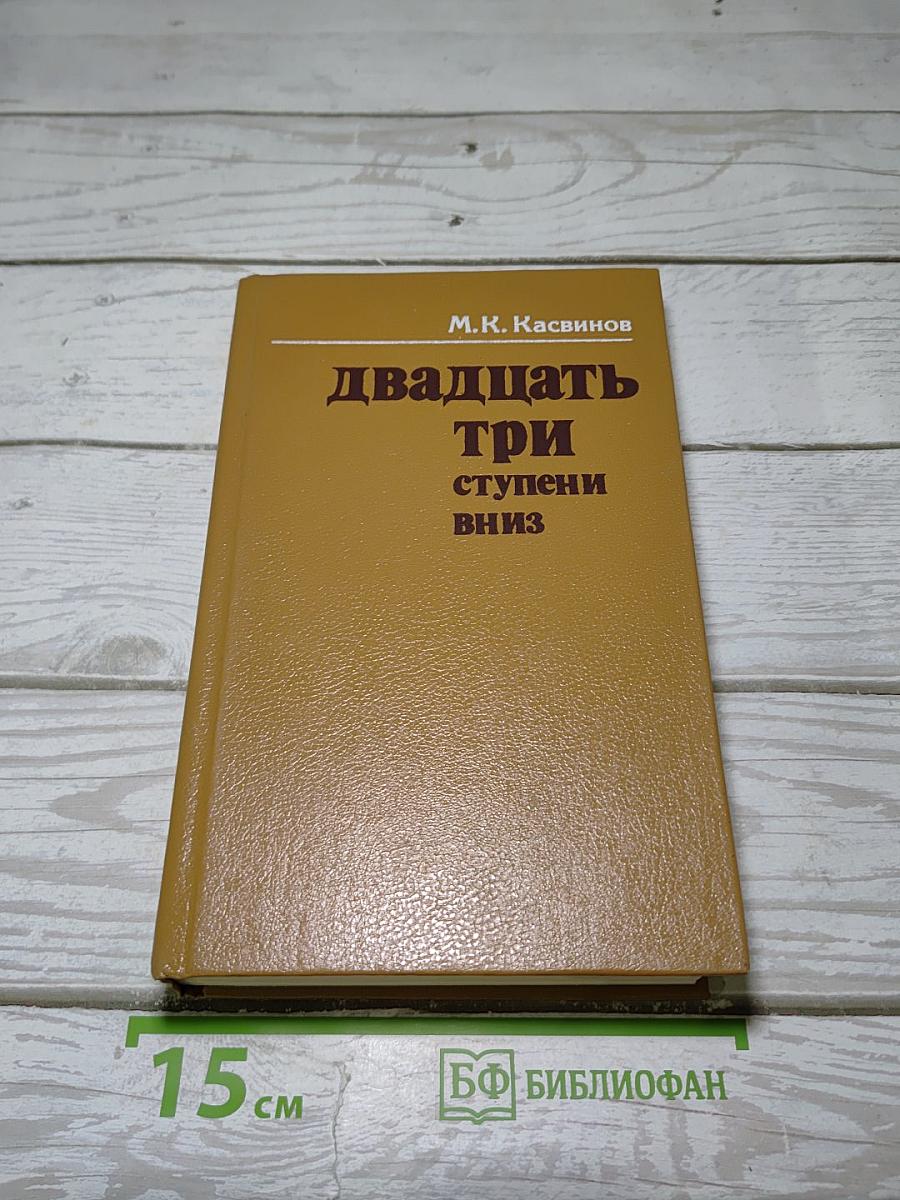 М.К. Касвинов
двадцать
три
ступени
вниз
15 см
БФ БИБЛИОФАН